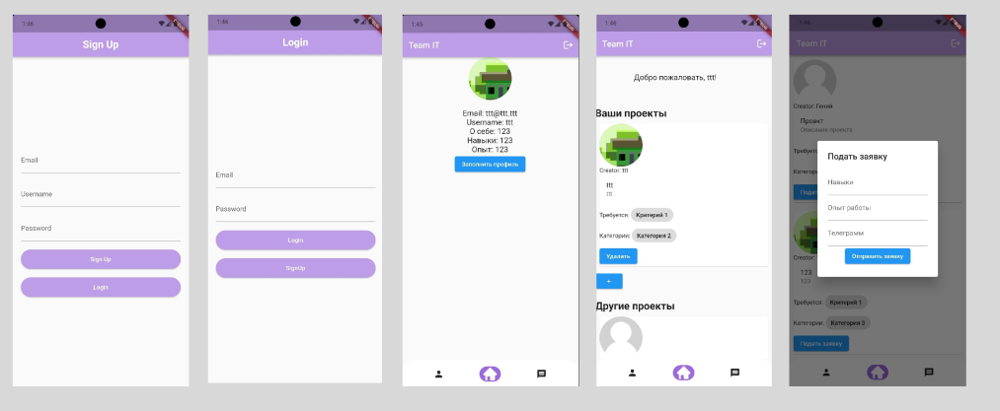 1:46
Sign Up
Email
Username
Password
Sign Up
Login
1:46
Login
Email
Password
Login
SignUp
1:45
Team IT
Email: ttt@ttt.ttt
Username: ttt
О себе: 123
Навыки: 123
Опыт: 123
Заполнить профиль
1:46
Team IT
Добро пожаловать, ttt!
Ваши проекты
Creator: ttt
ttt
ttt
Требуется: Критерий 1
Категории: Категория 2
Удалить
+
Другие проекты
1:46
Team IT
Creator: Гений
Проект
Описание проекта
Подать заявку
Навыки
Опыт работы
Телеграмм
Отправить заявку
123
123
Требуется: Критерий 1
Категории: Категория 3
Подать заявку